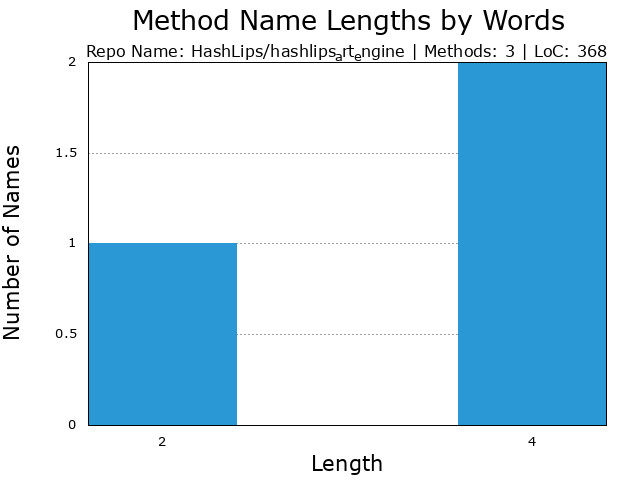 Method Name Lengths by Words
Repo Name: HashLips/hashlipsartengine | Methods: 3 | LoC: 368
2
1.5
1
0.5
0
Number of Names
2 4
Length